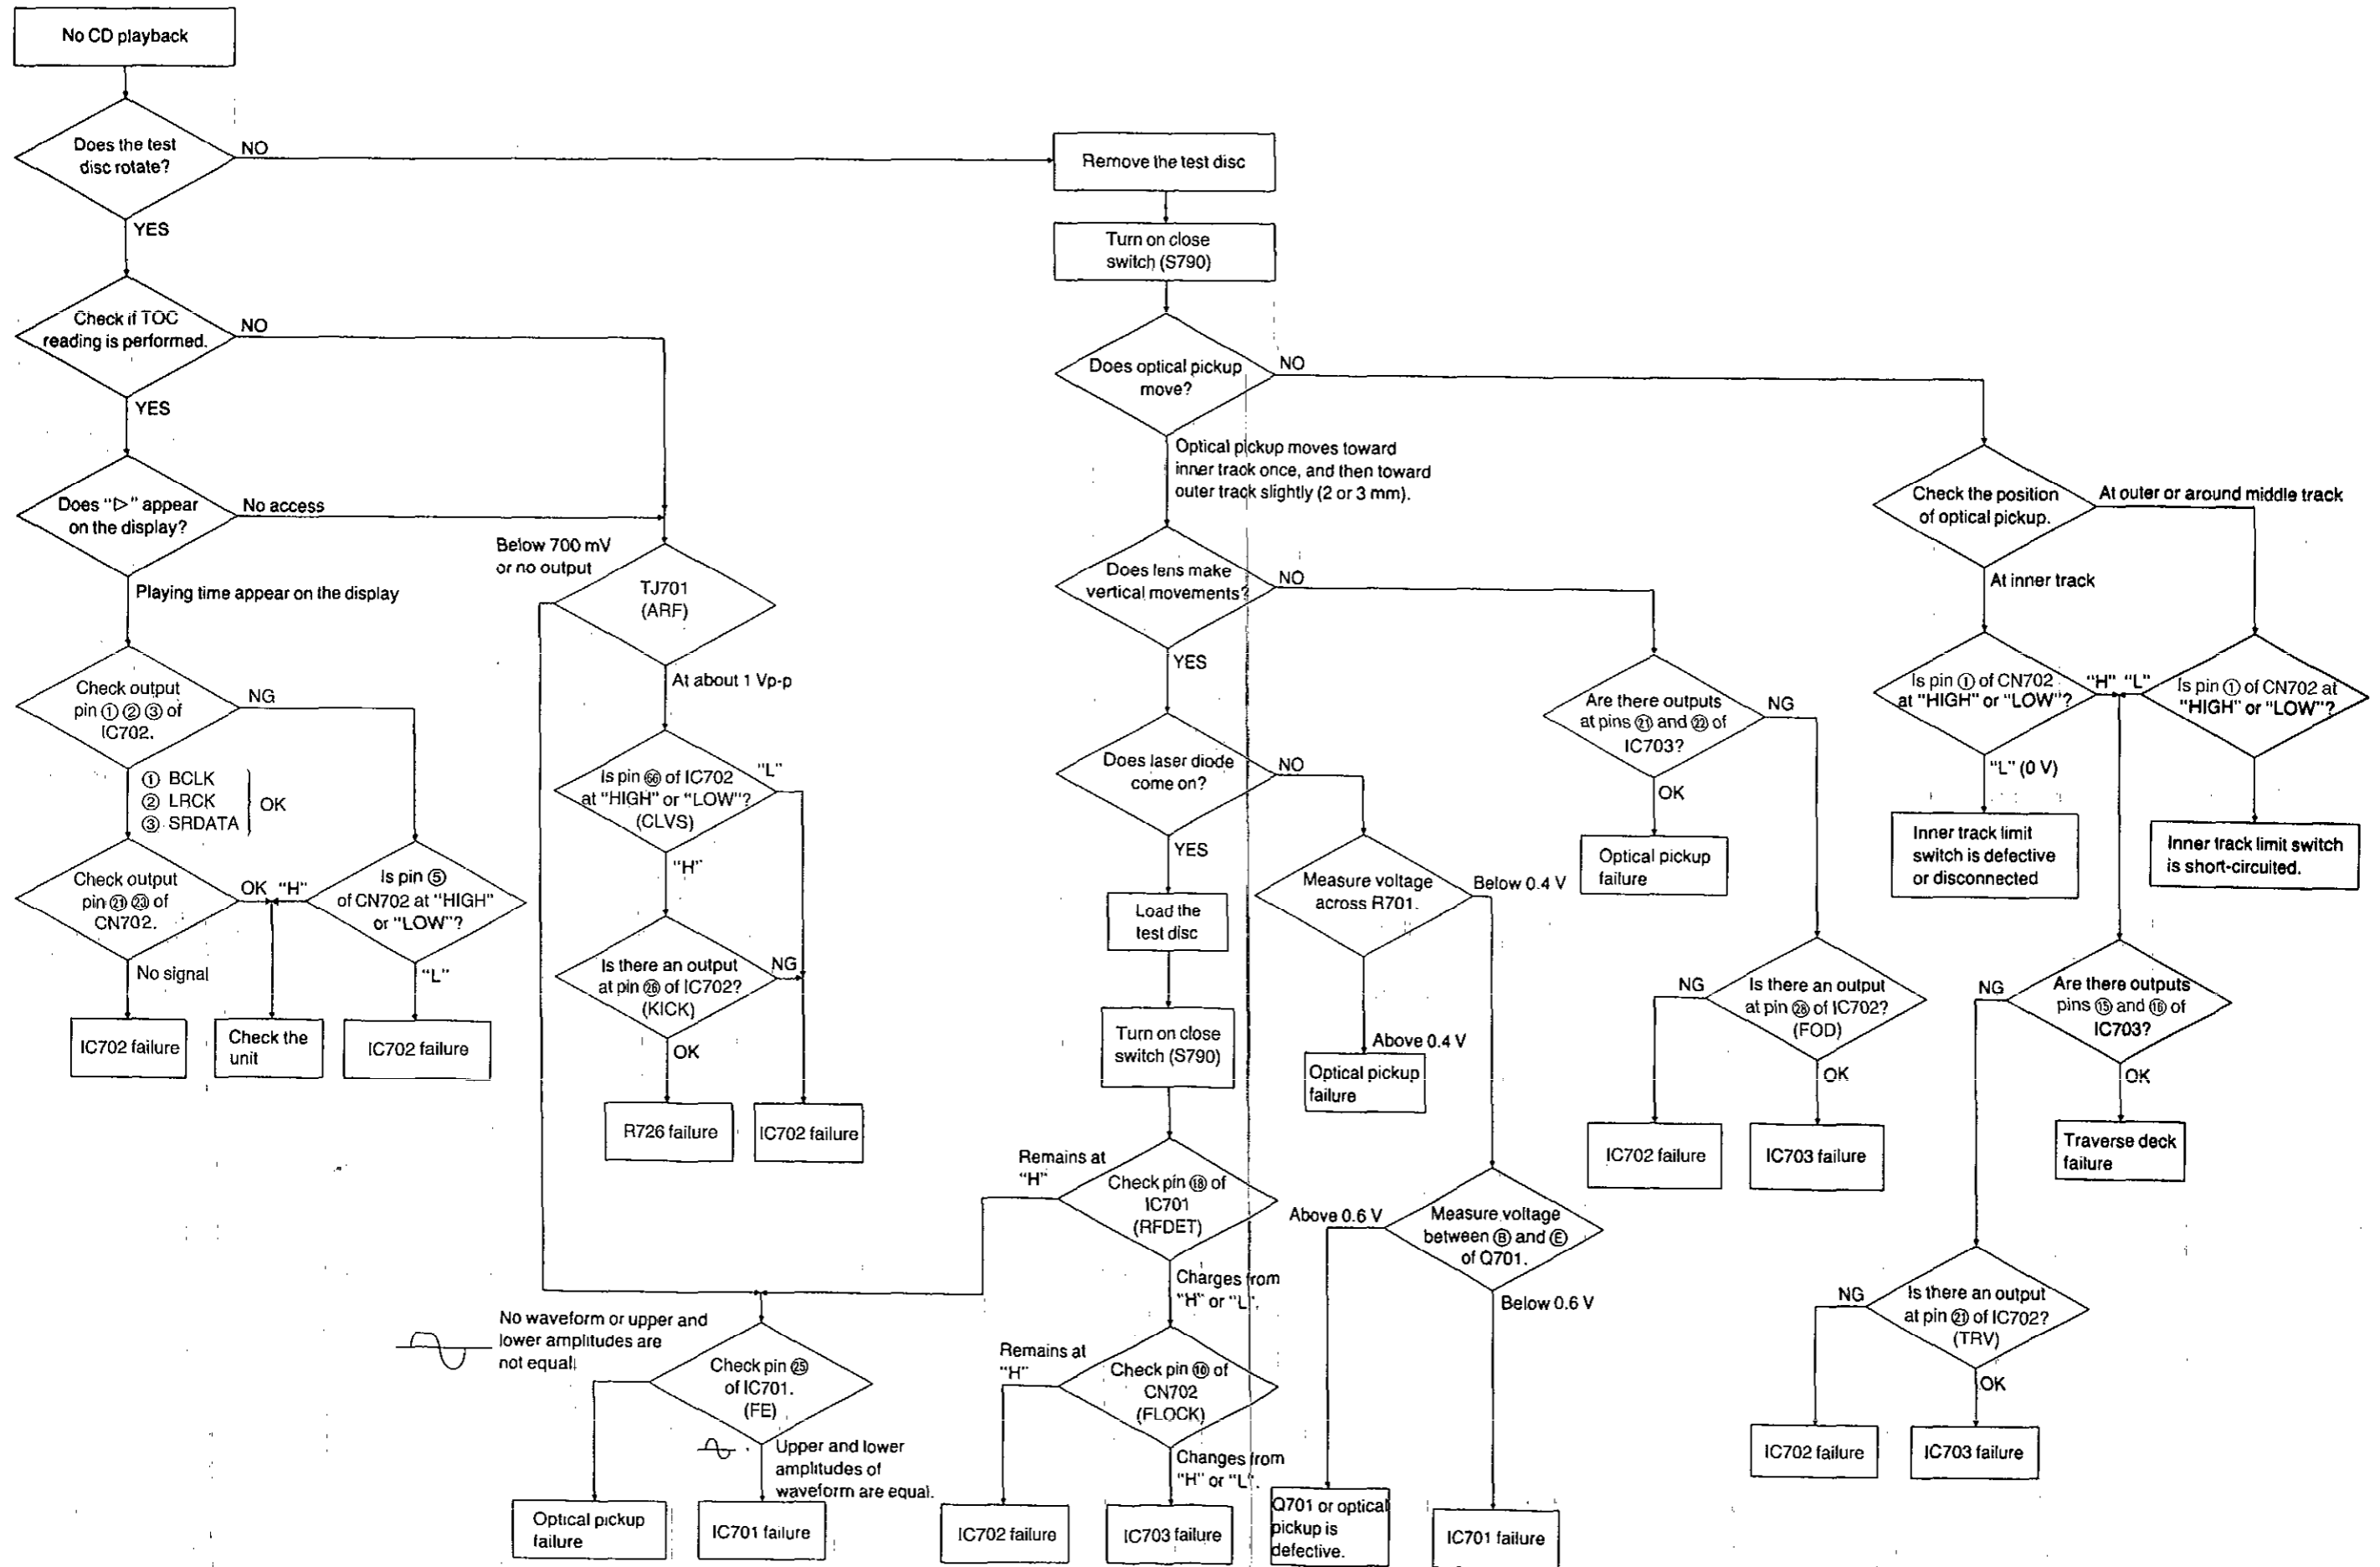 No CD playback
Does the test
disc rotate?
NO
YES
Check if TOC
reading is performed.
NO
YES
Does "▷" appear
on the display?
No access
Playing time appear on the display
Check output
pin ① ② ③ of
IC702.
NG
① BCLK
② LRCK
③ SRDATA
OK
Check output
pin ㉑ ㉓ of
CN702.
OK
"H"
Is pin ⑤
of CN702 at "HIGH"
or "LOW"?
No signal
"L"
IC702 failure
Check the
unit
IC702 failure
Below 700 mV
or no output
TJ701
(ARF)
At about 1 Vp-p
Is pin 66 of IC702
at "HIGH" or "LOW"?
(CLVS)
"L"
"H"
Is there an output
at pin ㉖ of IC702?
(KICK)
NG
OK
R726 failure
IC702 failure
Remove the test disc
Turn on close
switch (S790)
Does optical pickup
move?
NO
Optical pickup moves toward
inner track once, and then toward
outer track slightly (2 or 3 mm).
Does lens make
vertical movements?
NO
YES
Does laser diode
come on?
NO
YES
Load the
test disc
Turn on close
switch (S790)
Remains at
"H"
Check pin ⑱ of
IC701
(RFDET)
Charges from
"H" or "L".
Remains at
"H"
Check pin ⑩ of
CN702
(FLOCK)
Changes from
"H" or "L".
IC702 failure
IC703 failure
No waveform or upper and
lower amplitudes are
not equal.
Check pin ㉕
of IC701.
(FE)
Upper and lower
amplitudes of
waveform are equal.
Optical pickup
failure
IC701 failure
Measure voltage
across R701.
Below 0.4 V
Above 0.4 V
Optical pickup
failure
Above 0.6 V
Measure voltage
between Ⓑ and Ⓔ
of Q701.
Below 0.6 V
Q701 or optical
pickup is
defective.
IC701 failure
Are there outputs
at pins ㉑ and ㉒ of
IC703?
NG
OK
Optical pickup
failure
NG
Is there an output
at pin ㉘ of IC702?
(FOD)
OK
IC702 failure
IC703 failure
Check the position
of optical pickup.
At outer or around middle track
At inner track
Is pin ① of CN702
at "HIGH" or "LOW"?
"H"
"L"
Is pin ① of CN702 at
"HIGH" or "LOW"?
"L" (0 V)
Inner track limit
switch is defective
or disconnected
Inner track limit switch
is short-circuited.
NG
Are there outputs
pins ⑮ and ⑯ of
IC703?
OK
Traverse deck
failure
NG
Is there an output
at pin ㉑ of IC702?
(TRV)
OK
IC702 failure
IC703 failure